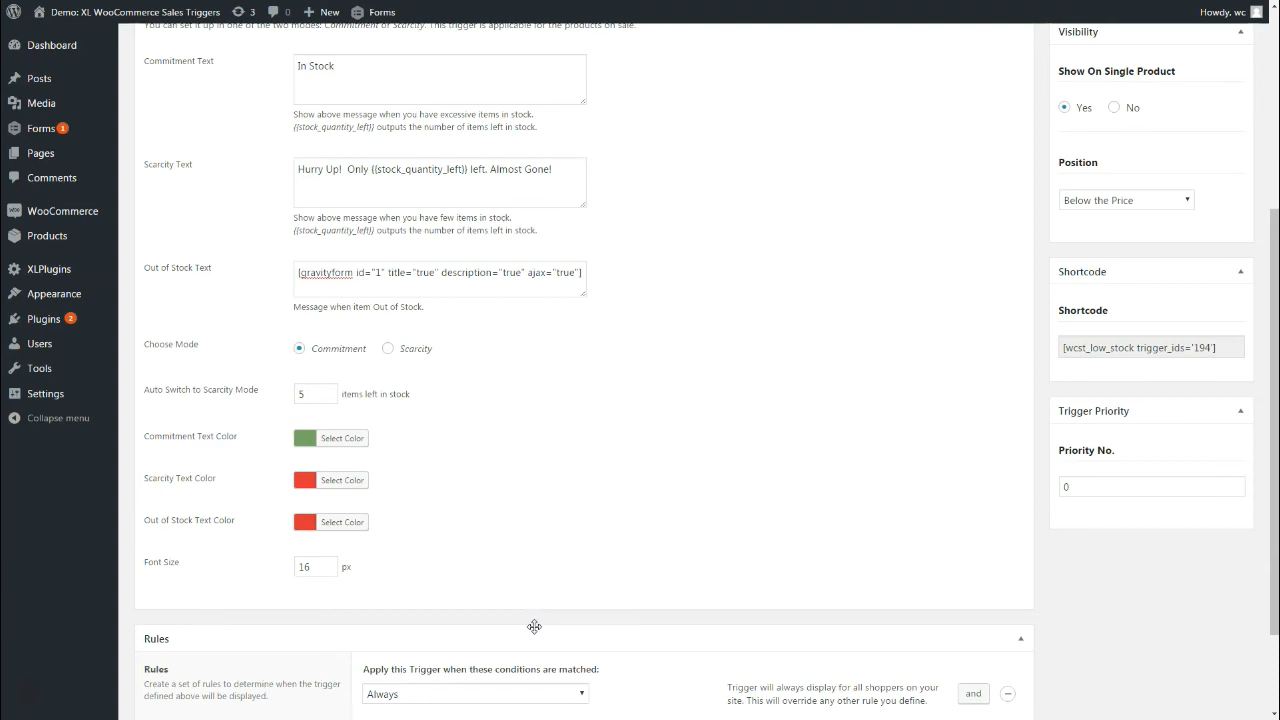 Demo: XL WooCommerce Sales Triggers 3 0 New Forms Howdy, wc
Dashboard
Posts
Media
Forms 1
Pages
Comments
WooCommerce
Products
XLPlugins
Appearance
Plugins 2
Users
Tools
Settings
Collapse menu
You can set it up in one of the two modes: Commitment or Scarcity. This trigger is applicable for the products on sale.
Commitment Text
In Stock
Show above message when you have excessive items in stock.
{{stock_quantity_left}} outputs the number of items left in stock.
Scarcity Text
Hurry Up! Only {{stock_quantity_left}} left. Almost Gone!
Show above message when you have few items in stock.
{{stock_quantity_left}} outputs the number of items left in stock.
Out of Stock Text
[gravityform id="1" title="true" description="true" ajax="true"]
Message when item Out of Stock.
Choose Mode
Commitment Scarcity
Auto Switch to Scarcity Mode
5 items left in stock
Commitment Text Color
Select Color
Scarcity Text Color
Select Color
Out of Stock Text Color
Select Color
Font Size
16 px
Rules
Rules
Create a set of rules to determine when the trigger
defined above will be displayed.
Apply this Trigger when these conditions are matched:
Always
Trigger will always display for all shoppers on your
site. This will override any other rule you define.
and
Visibility
Show On Single Product
Yes No
Position
Below the Price
Shortcode
Shortcode
[wcst_low_stock trigger_ids='194']
Trigger Priority
Priority No.
0